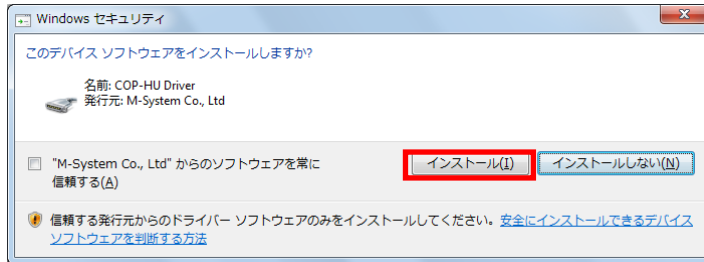 Windows セキュリティ
このデバイス ソフトウェアをインストールしますか?
名前: COP-HU Driver
発行元: M-System Co., Ltd
"M-System Co., Ltd" からのソフトウェアを常に
信頼する(A)
インストール(I)
インストールしない(N)
信頼する発行元からのドライバー ソフトウェアのみをインストールしてください。安全にインストールできるデバイス
ソフトウェアを判断する方法